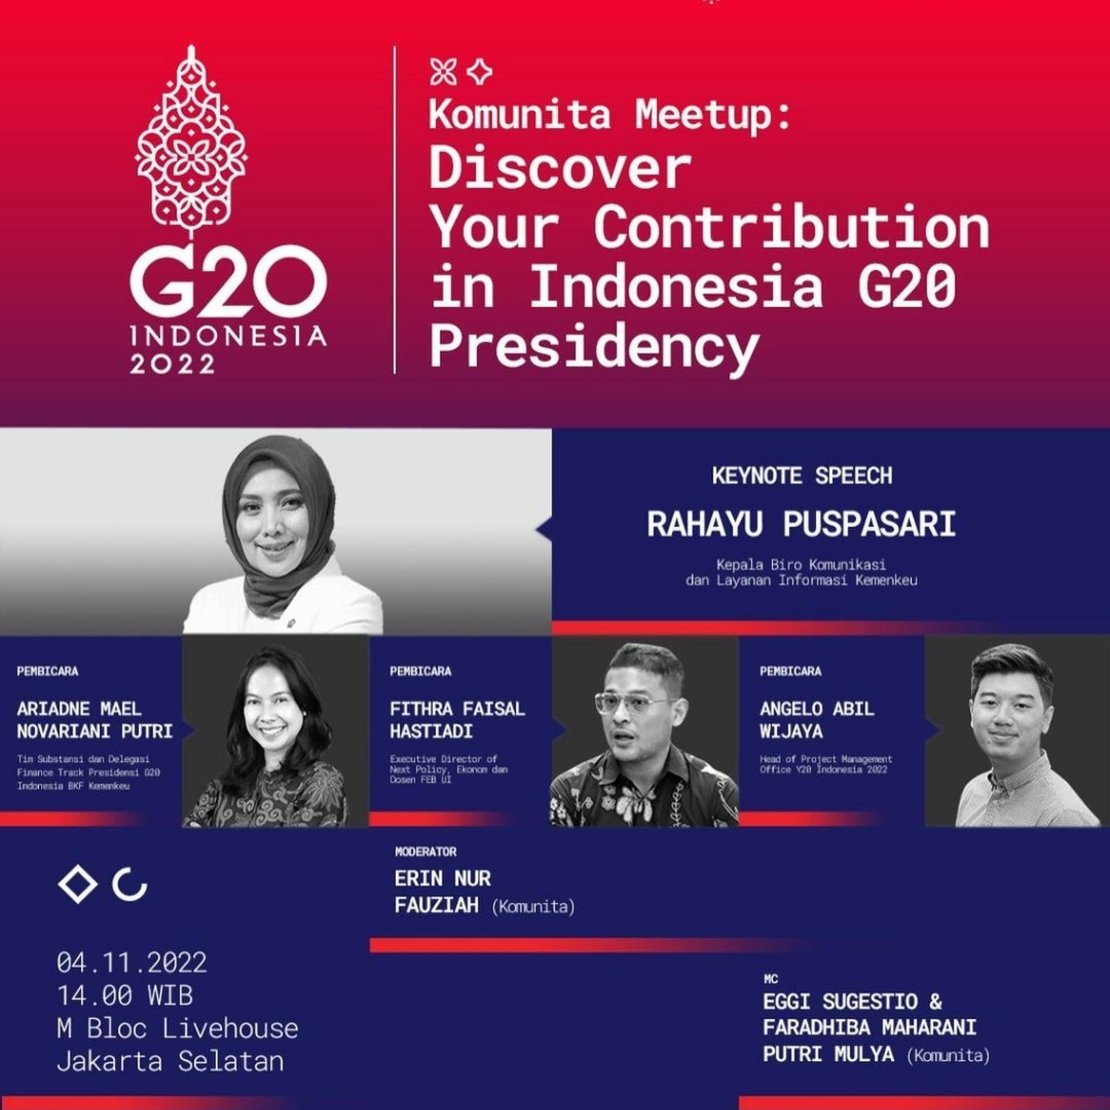 G20
INDONESIA
2022
Komunita Meetup:
Discover
Your Contribution
in Indonesia G20
Presidency
KEYNOTE SPEECH
RAHAYU PUSPASARI
Kepala Biro Komunikasi
dan Layanan Informasi Kemenkeu
PEMBICARA
ARIADNE MAEL
NOVARIANI PUTRI
Tim Substansi dan Delegasi
Finance Track Presidensi G20
Indonesia BKF Kemenkeu
PEMBICARA
FITHRA FAISAL
HASTIADI
Executive Director of
Next Policy, Ekonom dan
Dosen FEB UI
PEMBICARA
ANGELO ABIL
WIJAYA
Head of Project Management
Office Y20 Indonesia 2022
MODERATOR
ERIN NUR
FAUZIAH (Komunita)
04.11.2022
14.00 WIB
M Bloc Livehouse
Jakarta Selatan
MC
EGGI SUGESTIO &
FARADHIBA MAHARANI
PUTRI MULYA (Komunita)